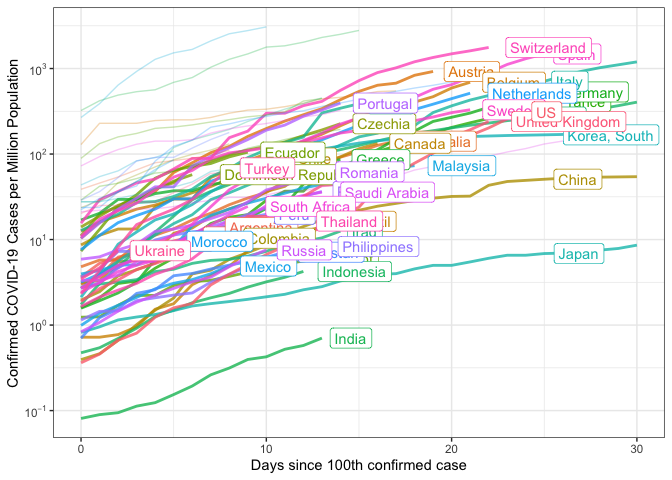 Confirmed COVID-19 Cases per Million Population
10³
10²
10¹
10⁰
10⁻¹
Switzerland
Spain
Austria
Belgium
Italy
Netherlands
Germany
France
Portugal
Sweden
US
United Kingdom
Korea, South
Czechia
Canada
Ecuador
Greece
Malaysia
Turkey
Romania
China
Saudi Arabia
South Africa
Peru
Thailand
Argentina
Iraq
Colombia
Morocco
Philippines
Ukraine
Russia
Mexico
Indonesia
Japan
India
0
10
20
30
Days since 100th confirmed case